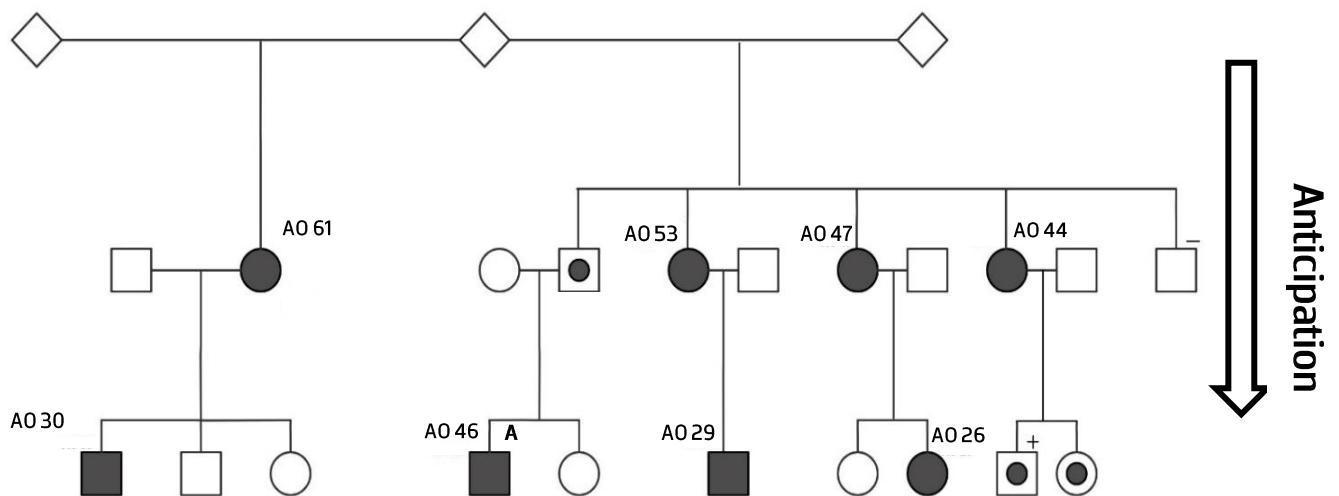 AO 61
AO 53
AO 47
AO 44
–
Anticipation
AO 30
AO 46
A
AO 29
AO 26
+